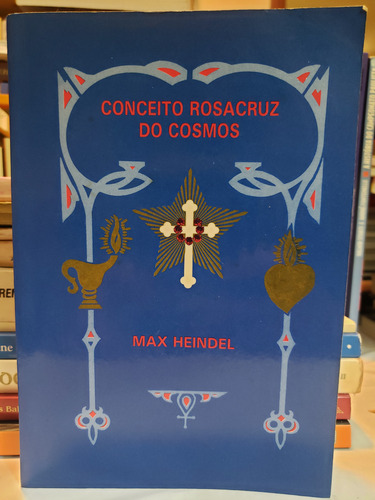 CONCEITO ROSACRUZ
DO COSMOS
MAX HEINDEL